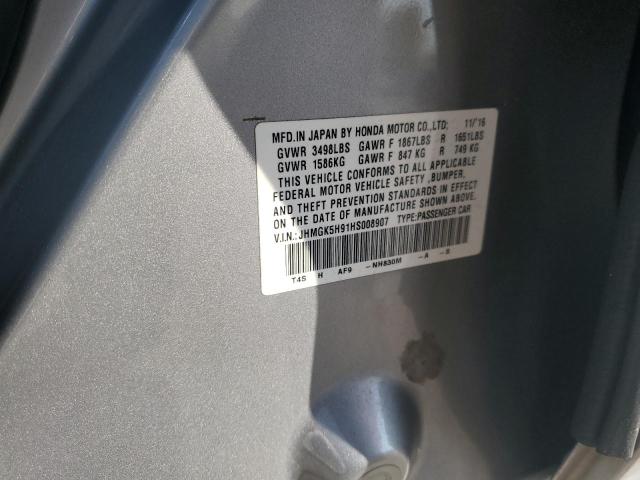 MFD.IN JAPAN BY HONDA MOTOR CO.,LTD: 11/'16
GVWR 3498LBS GAWR F 1867LBS R 1651LBS
GVWR 1586KG GAWR F 847 KG R 749 KG
THIS VEHICLE CONFORMS TO ALL APPLICABLE
FEDERAL MOTOR VEHICLE SAFETY ,BUMPER,
AND THEFT PREVENTION STANDARDS IN EFFECT
ON THE DATE OF MANUFACTURE SHOWN ABOVE.
V.I.N.:JHMGK5H91HS008907 TYPE:PASSENGER CAR
T4S H AF9 -NH830M -A -S